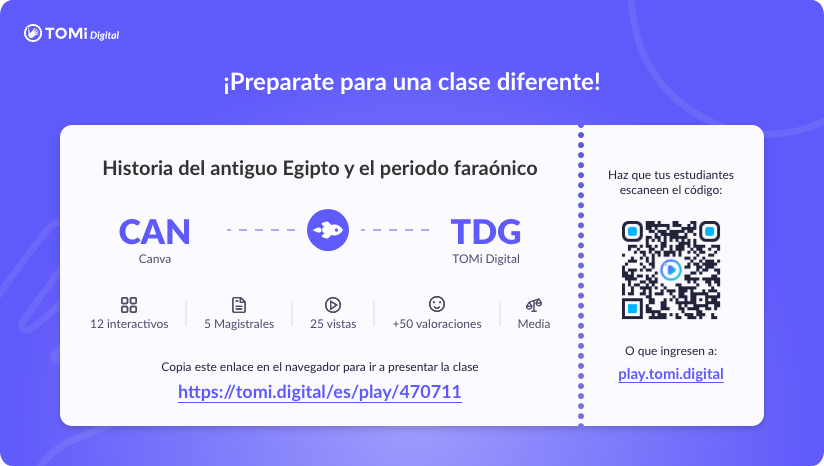 TOMi Digital
¡Preparate para una clase diferente!
Historia del antiguo Egipto y el periodo faraónico
CAN
TDG
Canva
TOMi Digital
12 interactivos
5 Magistrales
25 vistas
+50 valoraciones
Media
Copia este enlace en el navegador para ir a presentar la clase
https://tomi.digital/es/play/470711
Haz que tus estudiantes
escaneen el código:
O que ingresen a:
play.tomi.digital